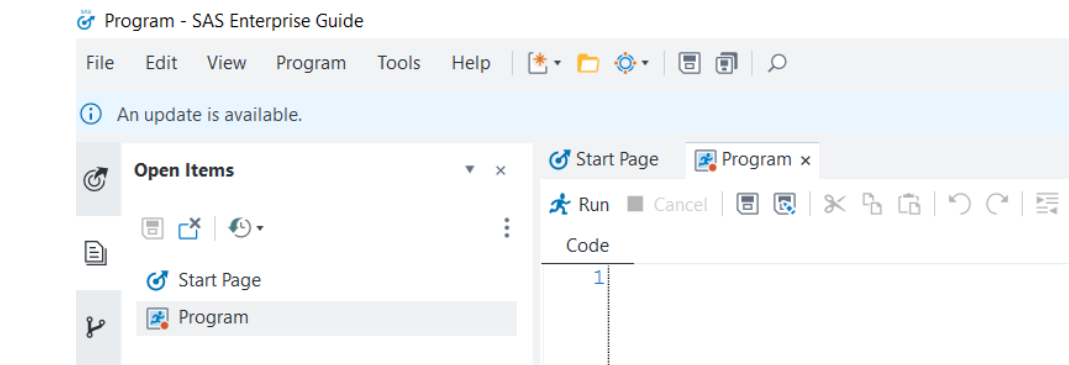 Program - SAS Enterprise Guide
File Edit View Program Tools Help
An update is available.
Open Items
Start Page
Program
Start Page Program
Run Cancel
Code
1